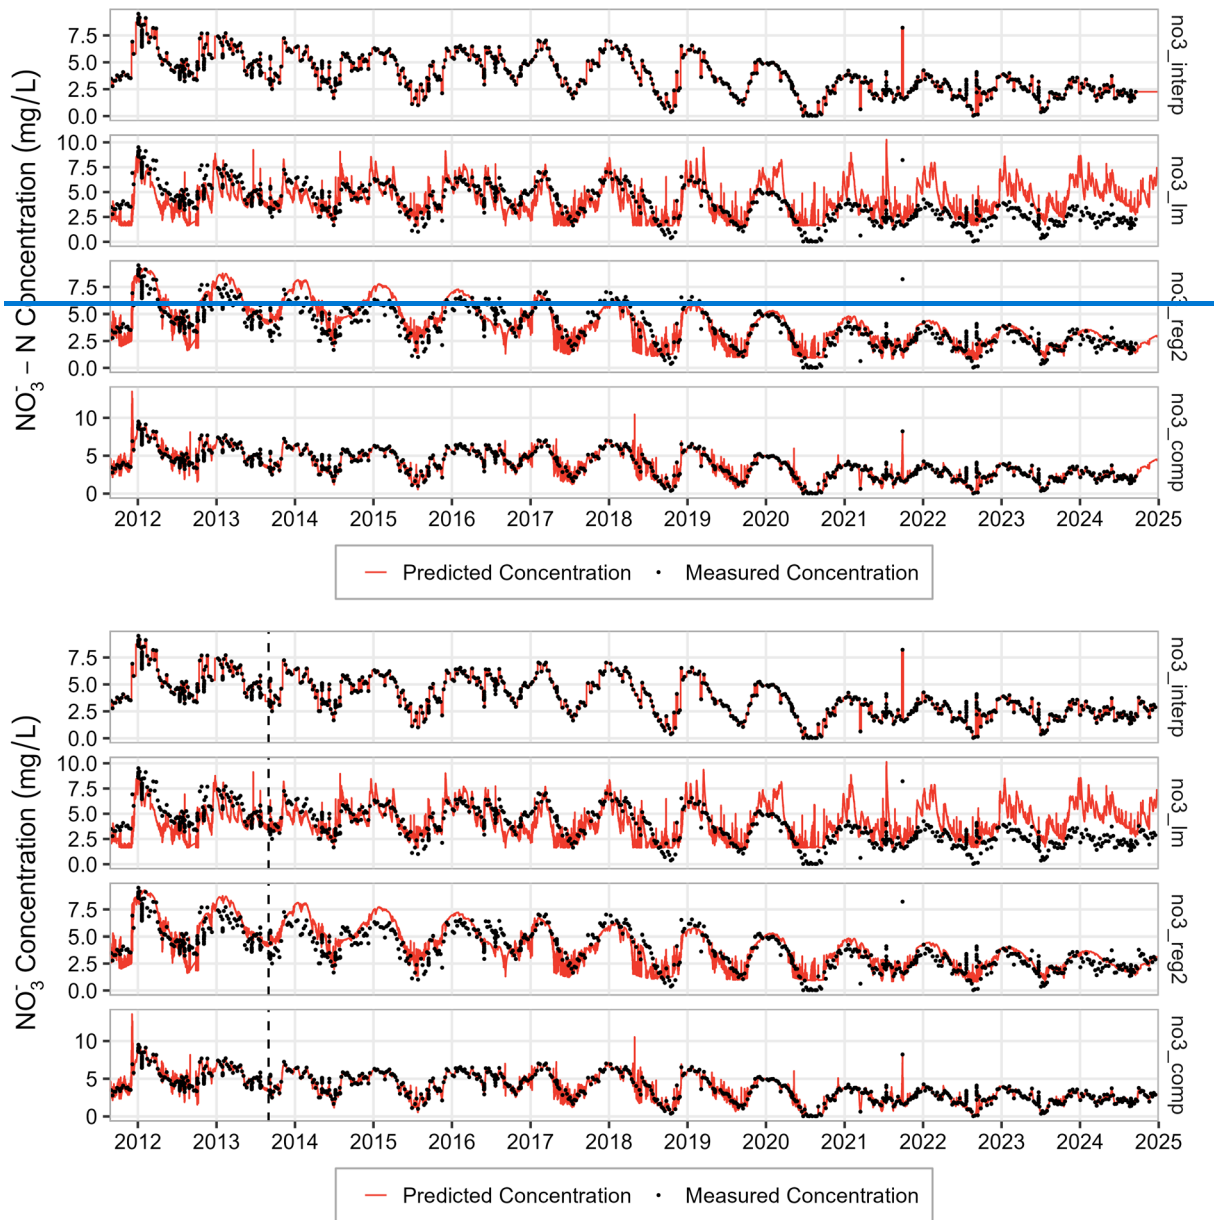 NO₃⁻ – N Concentration (mg/L)
7.5
5.0
2.5
0.0
no3_interp
10.0
7.5
5.0
2.5
0.0
no3_lm
7.5
5.0
2.5
0.0
no3_reg2
10
5
0
no3_comp
2012 2013 2014 2015 2016 2017 2018 2019 2020 2021 2022 2023 2024 2025
Predicted Concentration Measured Concentration
NO₃⁻ Concentration (mg/L)
7.5
5.0
2.5
0.0
no3_interp
10.0
7.5
5.0
2.5
0.0
no3_lm
7.5
5.0
2.5
0.0
no3_reg2
10
5
0
no3_comp
2012 2013 2014 2015 2016 2017 2018 2019 2020 2021 2022 2023 2024 2025
Predicted Concentration Measured Concentration